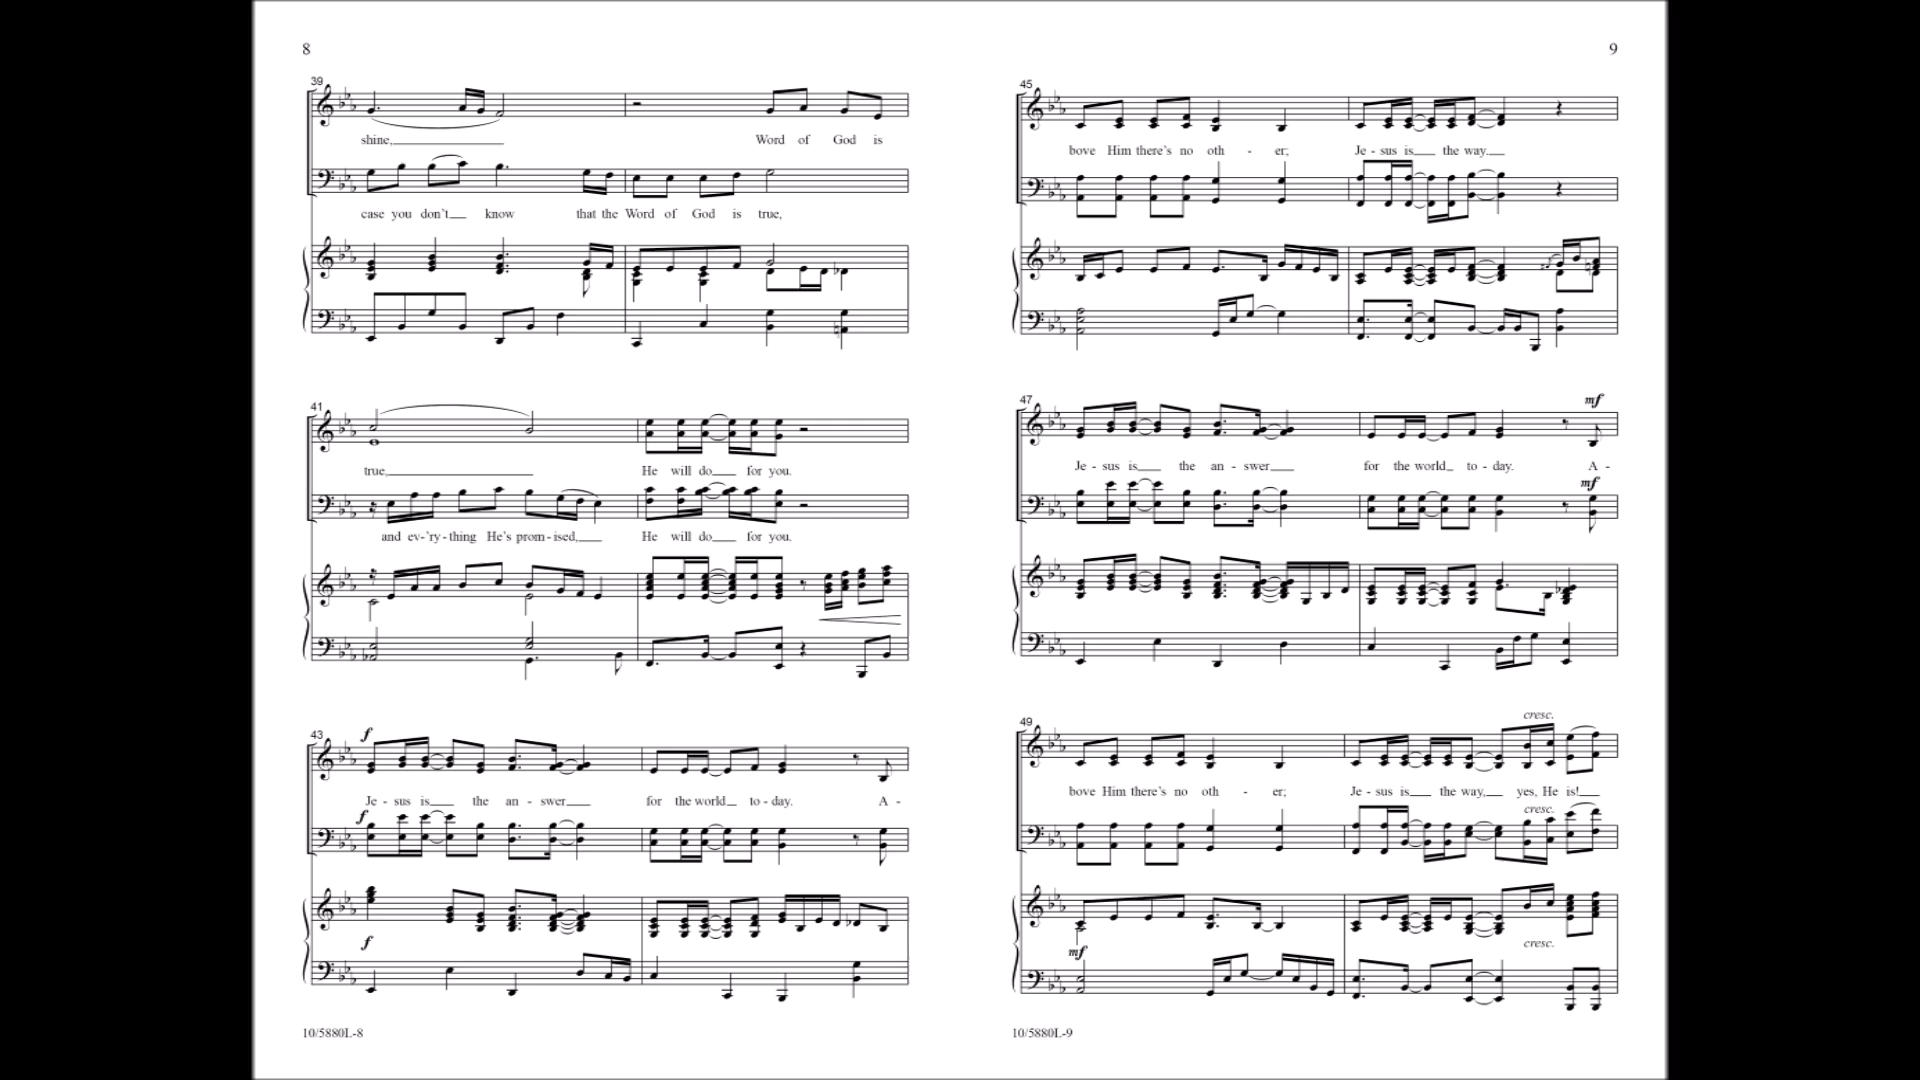 8
39
shine,
Word of God is
case you don't know that the Word of God is true,
41
true, He will do for you.
and ev-'ry-thing He's prom-ised, He will do for you.
43
f
Je - sus is the an - swer for the world to - day. A -
f
f
10/5880L-8
9
45
bove Him there's no oth - er; Je - sus is the way.
47
mf
Je - sus is the an - swer for the world to - day. A -
mf
49
cresc.
bove Him there's no oth - er; Je - sus is the way, yes, He is!
cresc.
mf
cresc.
10/5880L-9